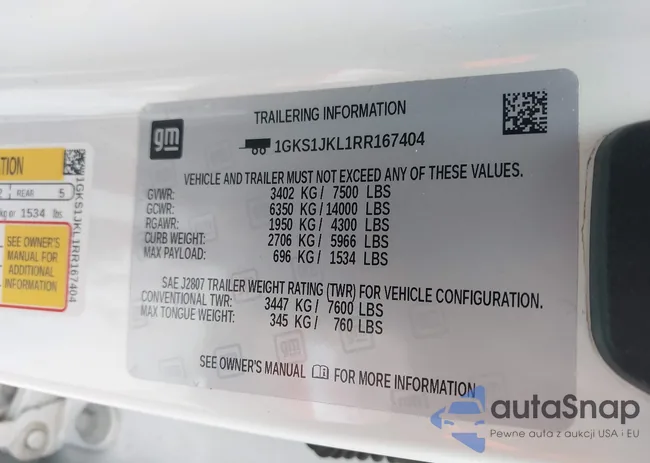 TRAILERING INFORMATION
gm
1GKS1JKL1RR167404
VEHICLE AND TRAILER MUST NOT EXCEED ANY OF THESE VALUES.
GVWR: 3402 KG / 7500 LBS
GCWR: 6350 KG / 14000 LBS
RGAWR: 1950 KG / 4300 LBS
CURB WEIGHT: 2706 KG / 5966 LBS
MAX PAYLOAD: 696 KG / 1534 LBS
SAE J2807 TRAILER WEIGHT RATING (TWR) FOR VEHICLE CONFIGURATION.
CONVENTIONAL TWR: 3447 KG / 7600 LBS
MAX TONGUE WEIGHT: 345 KG / 760 LBS
SEE OWNER'S MANUAL FOR MORE INFORMATION
REAR 5
1534 lbs.
SEE OWNER'S
MANUAL FOR
ADDITIONAL
INFORMATION
1GKS1JKL1RR167404
autaSnap
Pewne auta z aukcji USA i EU